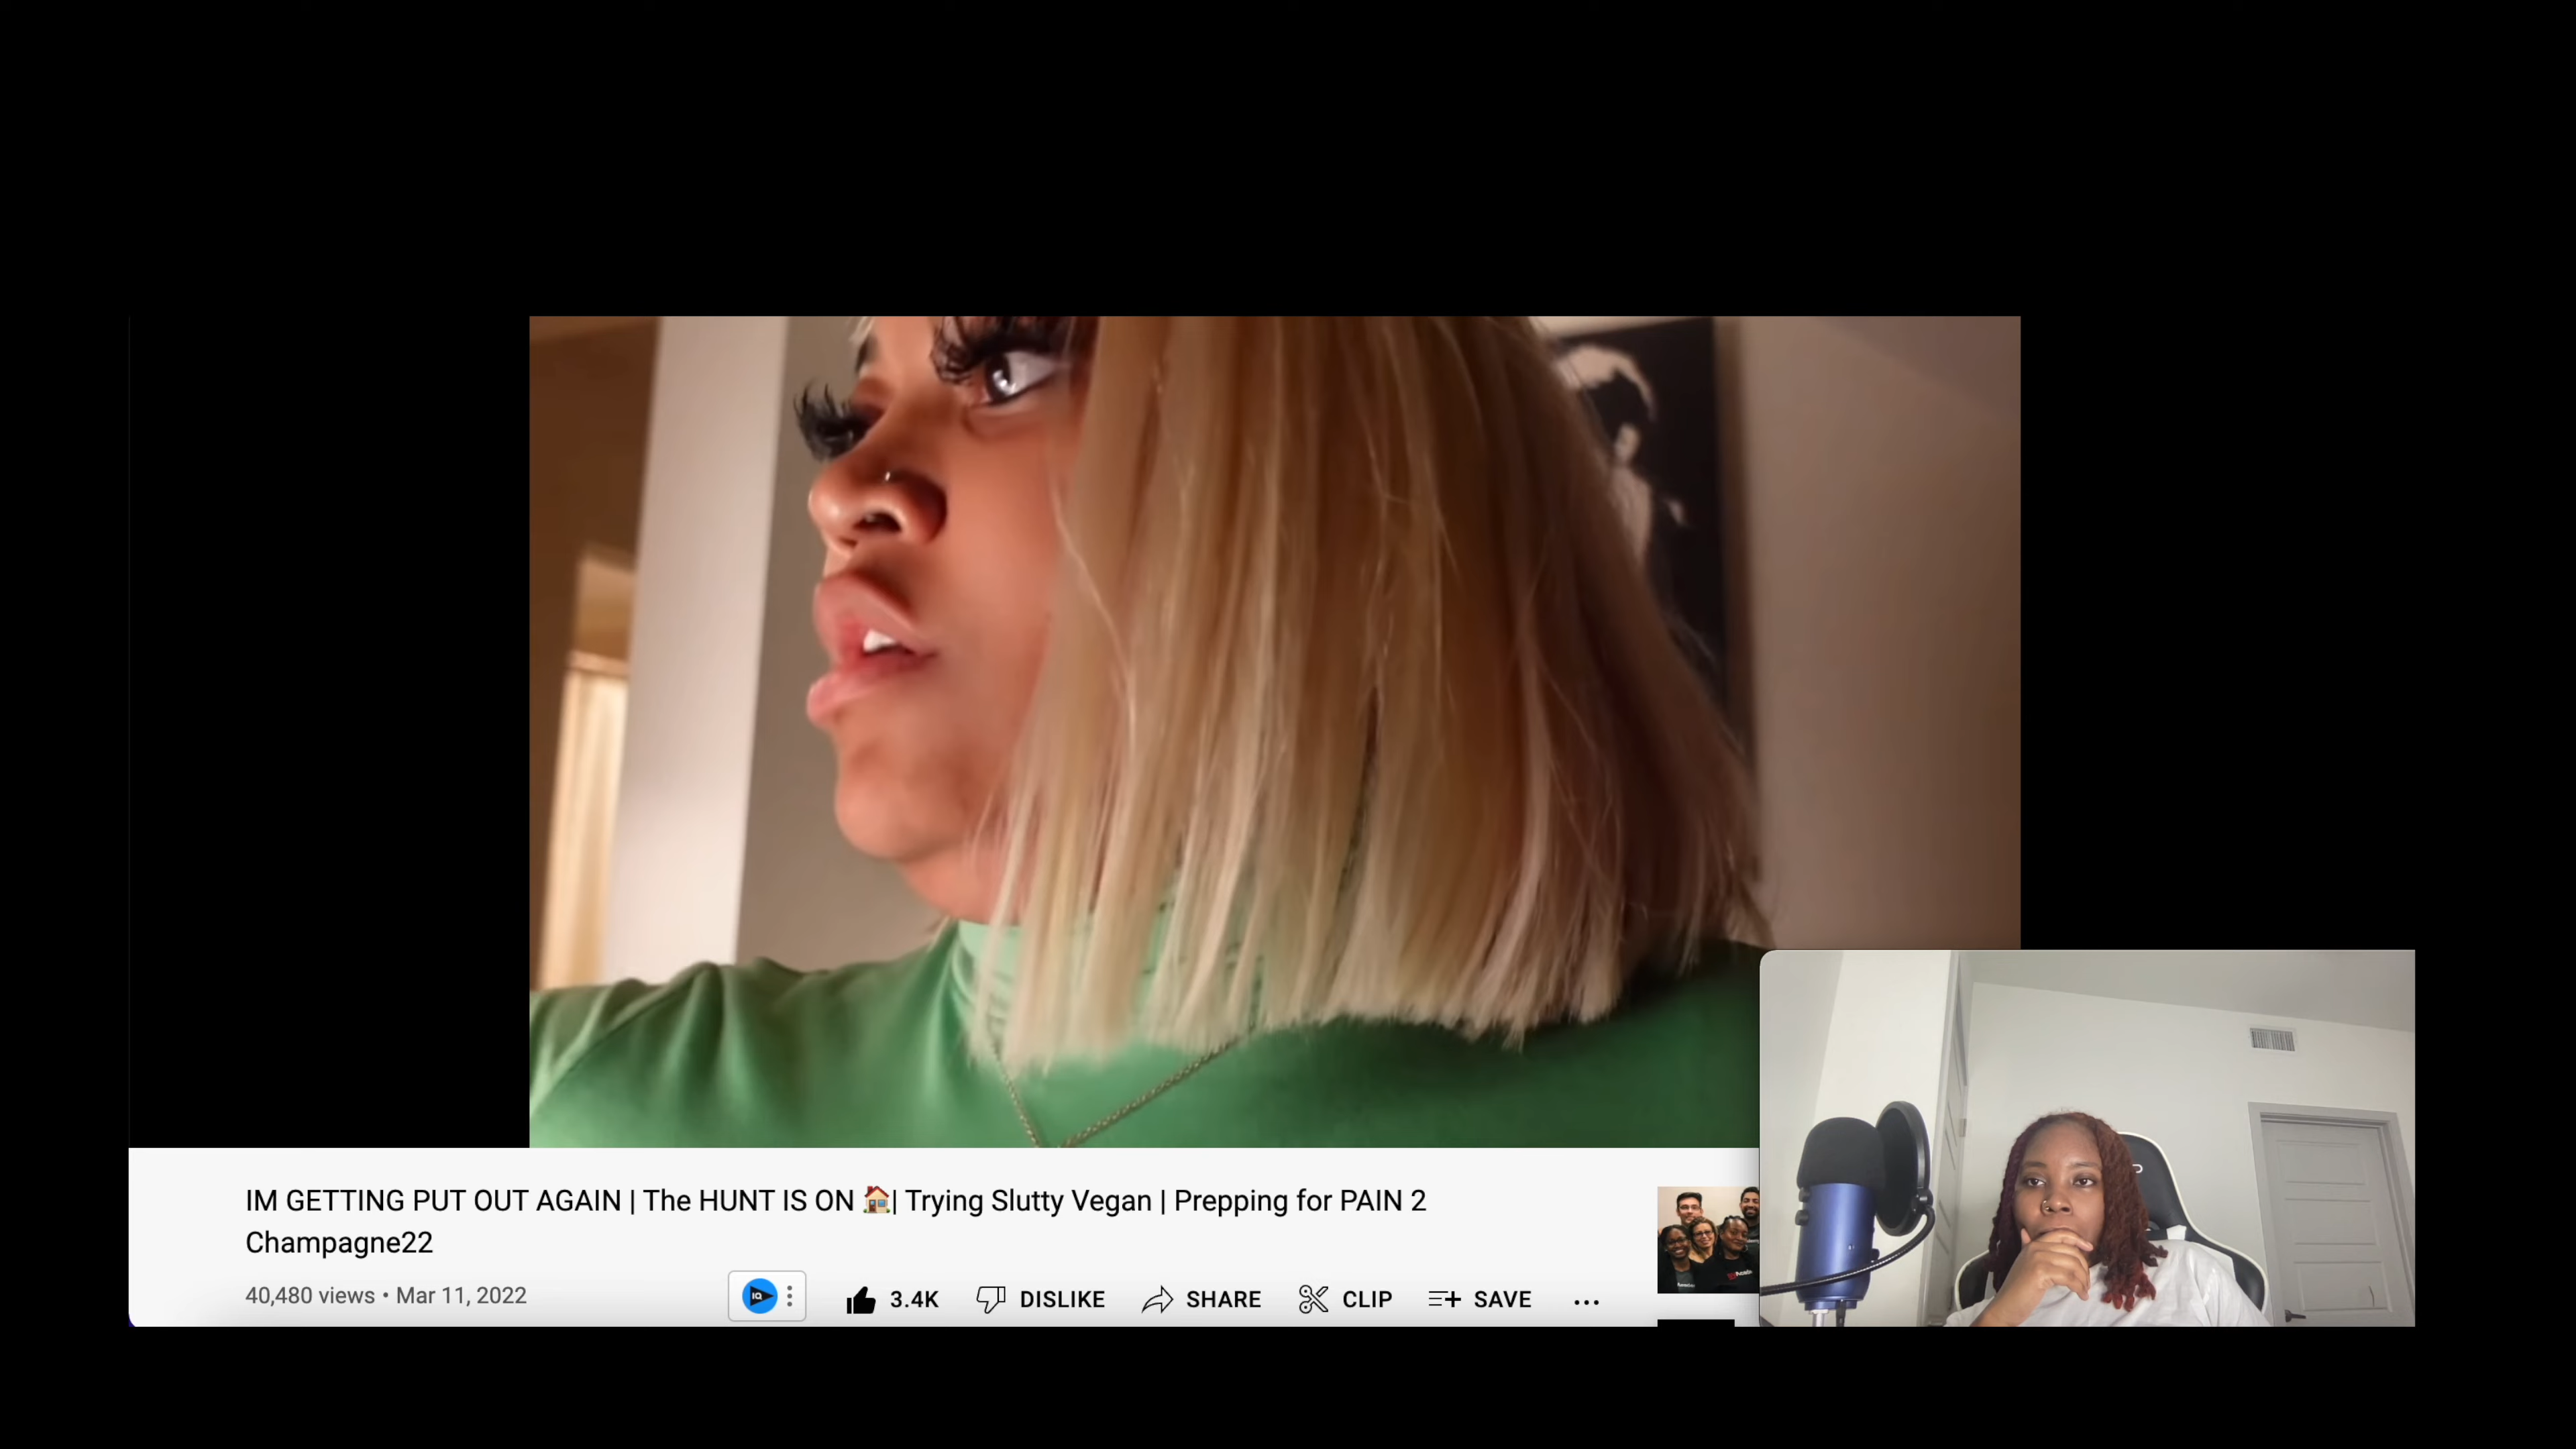 IM GETTING PUT OUT AGAIN | The HUNT IS ON 🏠| Trying Slutty Vegan | Prepping for PAIN 2
Champagne22
40,480 views • Mar 11, 2022
IQ
3.4K
DISLIKE
SHARE
CLIP
SAVE